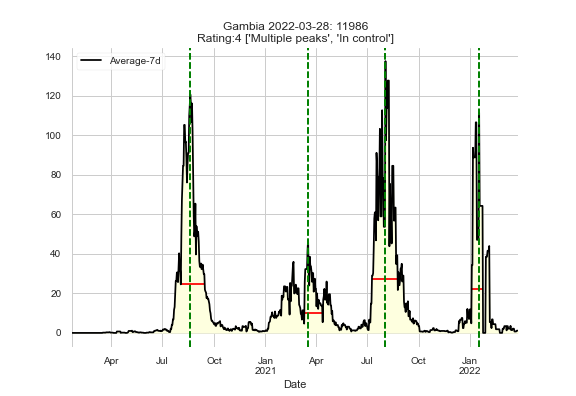 Gambia 2022-03-28: 11986
Rating:4 ['Multiple peaks', 'In control']
Average-7d
140
120
100
80
60
40
20
0
Apr Jul Oct Jan Apr Jul Oct Jan
2021 2022
Date